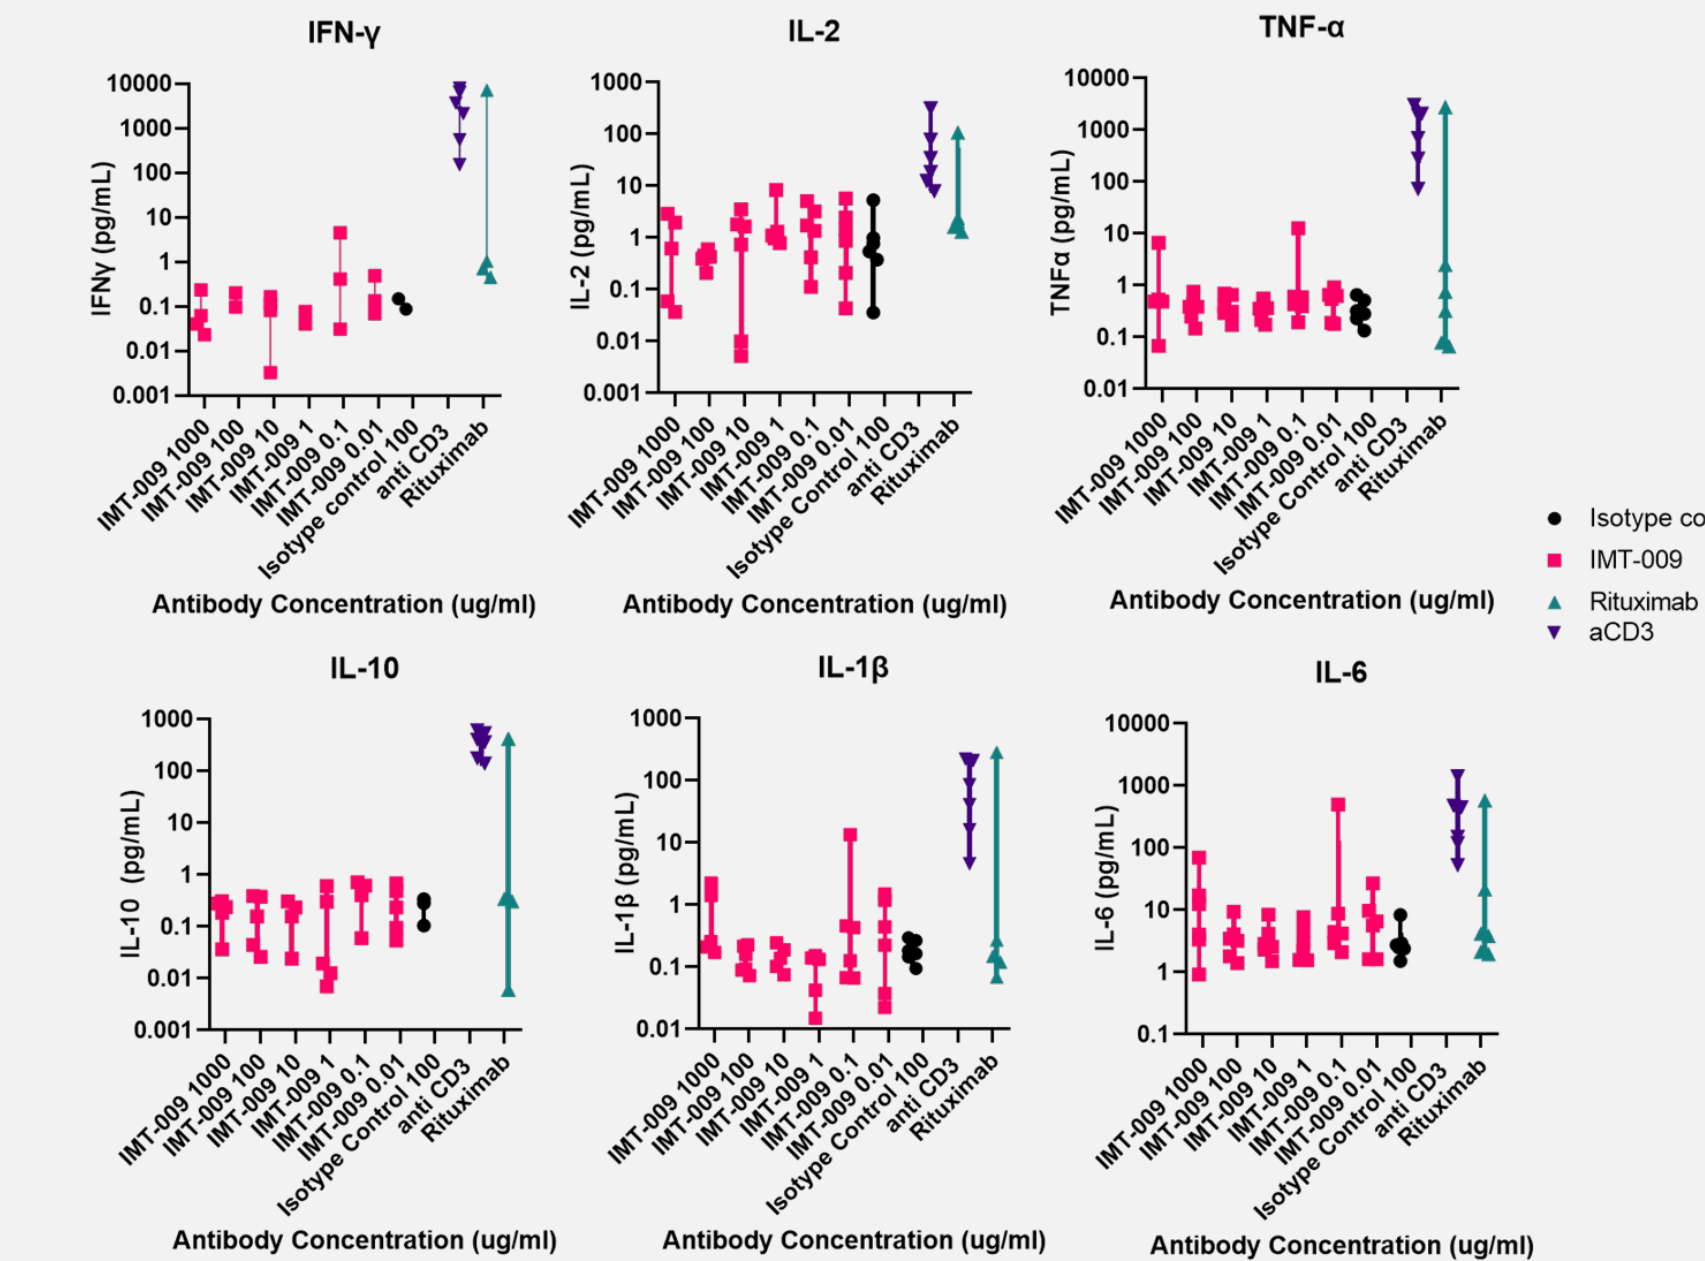 IFN-γ
IFNγ (pg/mL)
10000
1000
100
10
1
0.1
0.01
0.001
IMT-009 1000
IMT-009 100
IMT-009 10
IMT-009 1
IMT-009 0.1
IMT-009 0.01
Isotype control 100
anti CD3
Rituximab
Antibody Concentration (ug/ml)
IL-2
IL-2 (pg/mL)
1000
100
10
1
0.1
0.01
0.001
IMT-009 1000
IMT-009 100
IMT-009 10
IMT-009 1
IMT-009 0.1
IMT-009 0.01
Isotype Control 100
anti CD3
Rituximab
Antibody Concentration (ug/ml)
TNF-α
TNFα (pg/mL)
10000
1000
100
10
1
0.1
0.01
IMT-009 1000
IMT-009 100
IMT-009 10
IMT-009 1
IMT-009 0.1
IMT-009 0.01
Isotype Control 100
anti CD3
Rituximab
Antibody Concentration (ug/ml)
Isotype co
IMT-009
Rituximab
aCD3
IL-10
IL-10 (pg/mL)
1000
100
10
1
0.1
0.01
0.001
IMT-009 1000
IMT-009 100
IMT-009 10
IMT-009 1
IMT-009 0.1
IMT-009 0.01
Isotype Control 100
anti CD3
Rituximab
Antibody Concentration (ug/ml)
IL-1β
IL-1β (pg/mL)
1000
100
10
1
0.1
0.01
IMT-009 1000
IMT-009 100
IMT-009 10
IMT-009 1
IMT-009 0.1
IMT-009 0.01
Isotype Control 100
anti CD3
Rituximab
Antibody Concentration (ug/ml)
IL-6
IL-6 (pg/mL)
10000
1000
100
10
1
0.1
IMT-009 1000
IMT-009 100
IMT-009 10
IMT-009 1
IMT-009 0.1
IMT-009 0.01
Isotype Control 100
anti CD3
Rituximab
Antibody Concentration (ug/ml)